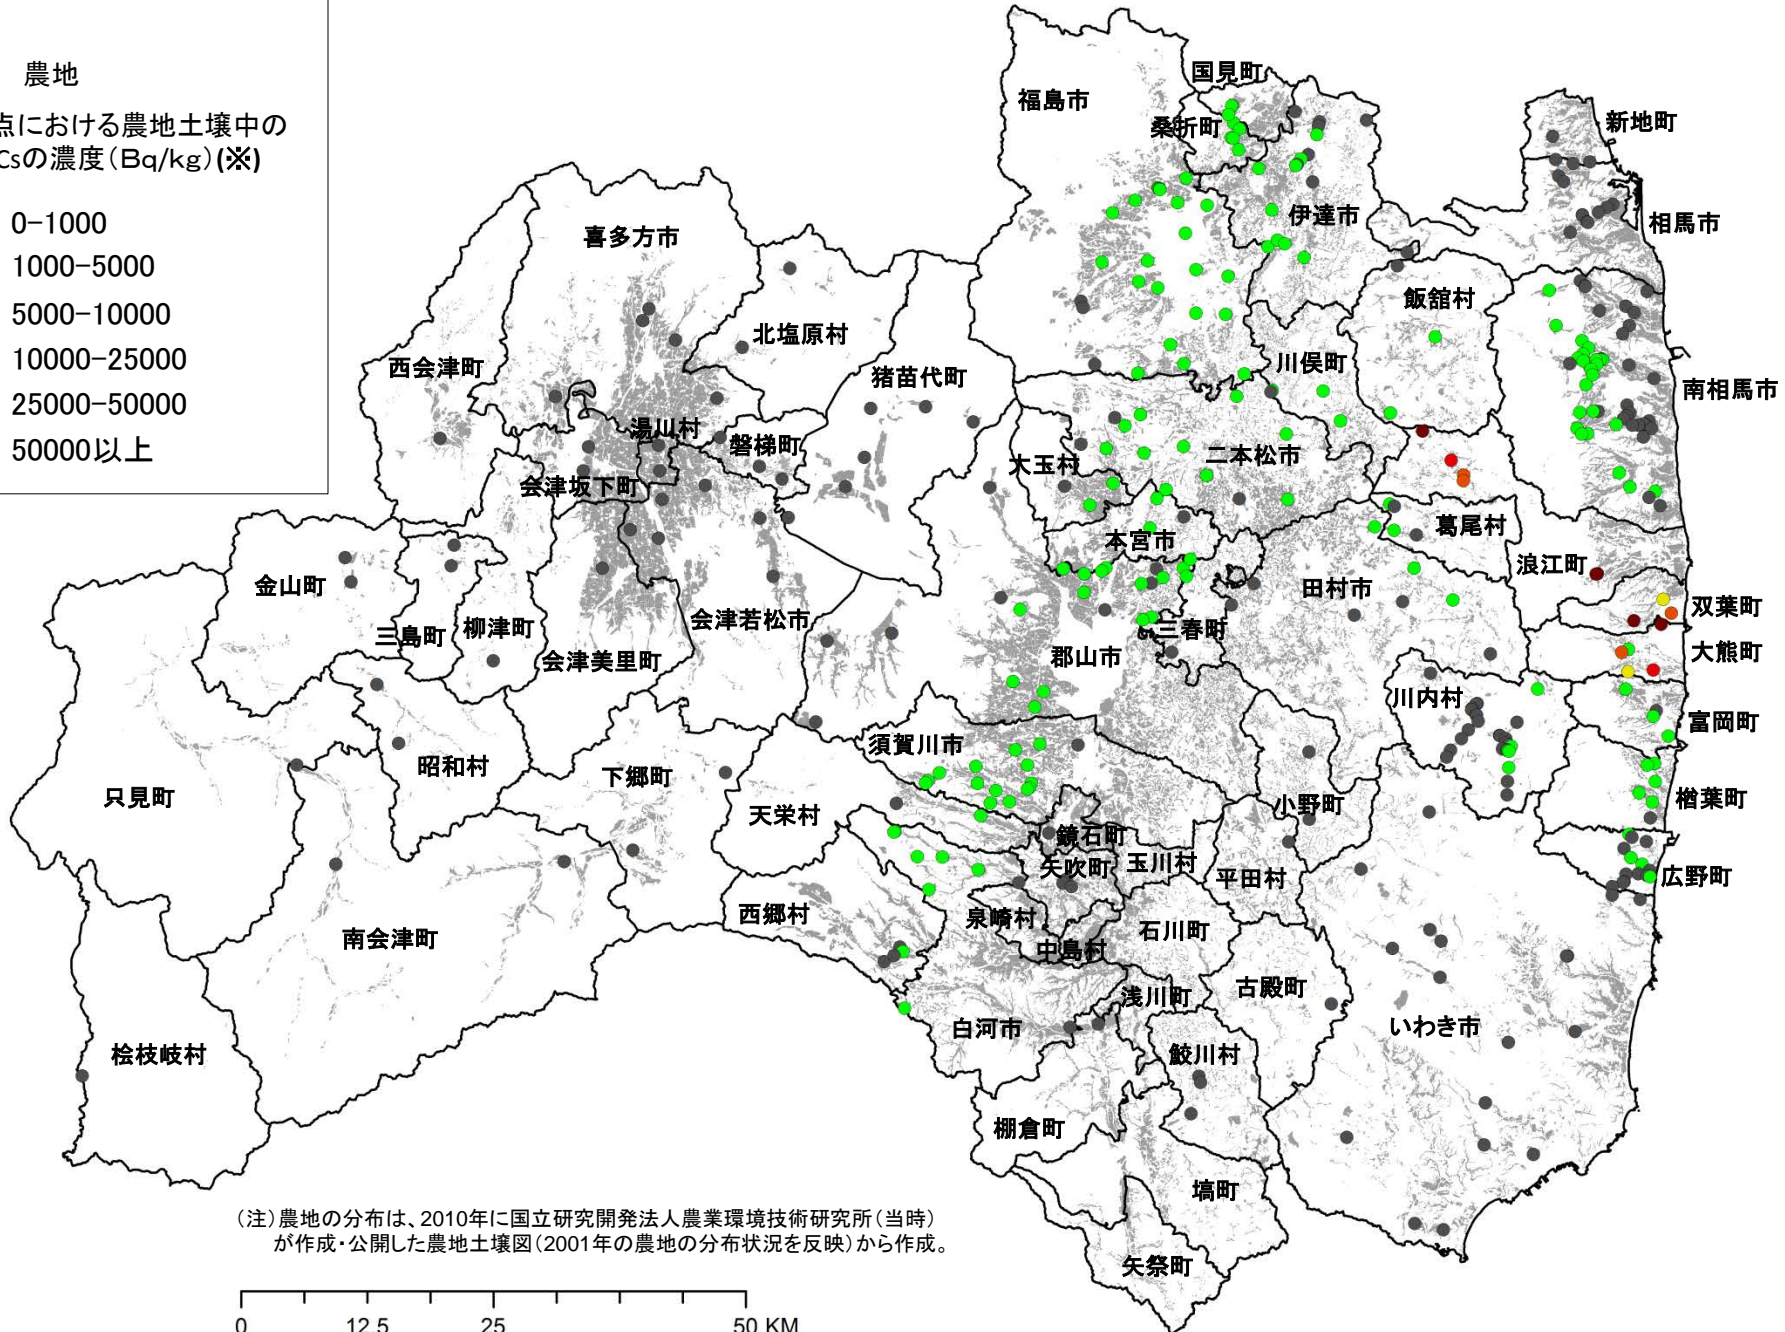 農地
点における農地土壌中の
Csの濃度（Bq/kg）(※)
0-1000
1000-5000
5000-10000
10000-25000
25000-50000
50000以上
国見町
福島市
桑折町
新地町
伊達市
相馬市
喜多方市
飯舘村
北塩原村
西会津町
川俣町
猪苗代町
南相馬市
湯川村
磐梯町
二本松市
大玉村
会津坂下町
葛尾村
本宮市
浪江町
金山町
田村市
双葉町
会津若松市
柳津町
三島町
三春町
大熊町
会津美里町
郡山市
川内村
富岡町
須賀川市
昭和村
下郷町
只見町
楢葉町
小野町
天栄村
鏡石町
矢吹町
玉川村
平田村
広野町
西郷村
泉崎村
石川町
南会津町
中島村
古殿町
浅川町
白河市
いわき市
鮫川村
桧枝岐村
棚倉町
塙町
矢祭町
（注）農地の分布は、2010年に国立研究開発法人農業環境技術研究所（当時）
が作成・公開した農地土壌図（2001年の農地の分布状況を反映）から作成。
0 12.5 25 50 KM